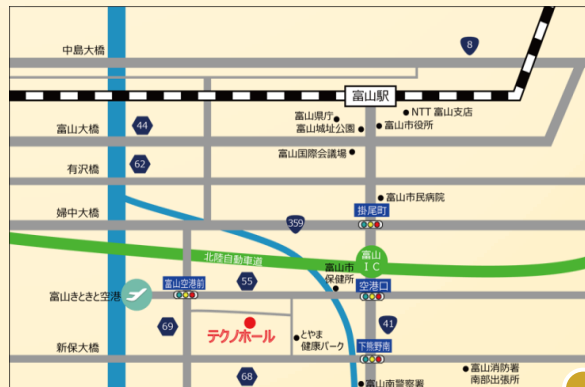 中島大橋
8
富山駅
富山県庁
NTT 富山支店
44
富山大橋
富山城址公園
富山市役所
62
有沢橋
富山国際会議場
富山市民病院
婦中大橋
359
掛尾町
北陸自動車道
富山
IC
富山市
保健所
富山きときと空港
富山空港前
55
空港口
69
テクノホール
とやま
健康パーク
41
新保大橋
下熊野南
68
富山南警察署
富山消防署
南部出張所